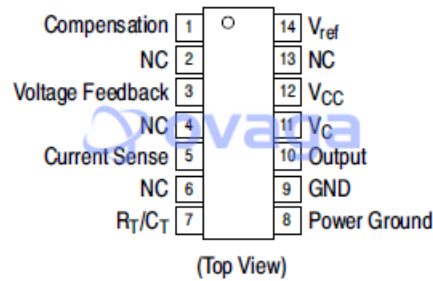 Compensation 1 14 Vref
NC 2 13 NC
Voltage Feedback 3 12 VCC
NC 4 11 VC
Current Sense 5 10 Output
NC 6 9 GND
RT/CT 7 8 Power Ground
(Top View)
ovaga